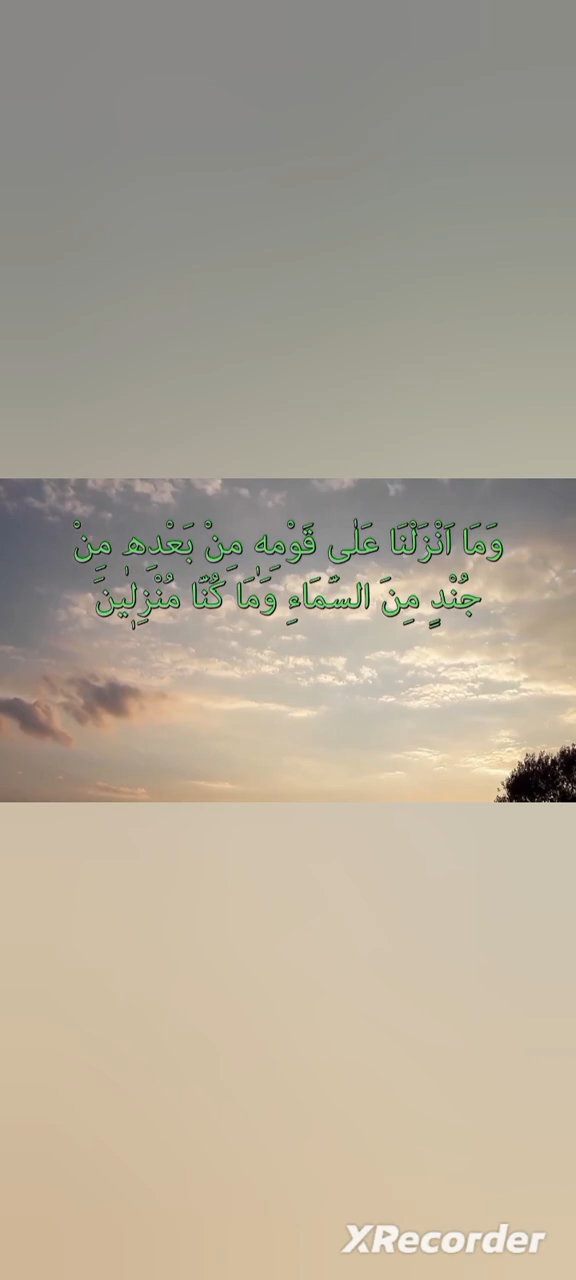 وَمَا اَنْزَلْنَا عَلٰى قَوْمِهٖ مِنْ بَعْدِهٖ مِنْ
جُنْدٍ مِنَ السَّمَاءِ وَمَا كُنَّا مُنْزِلٖينَ
XRecorder